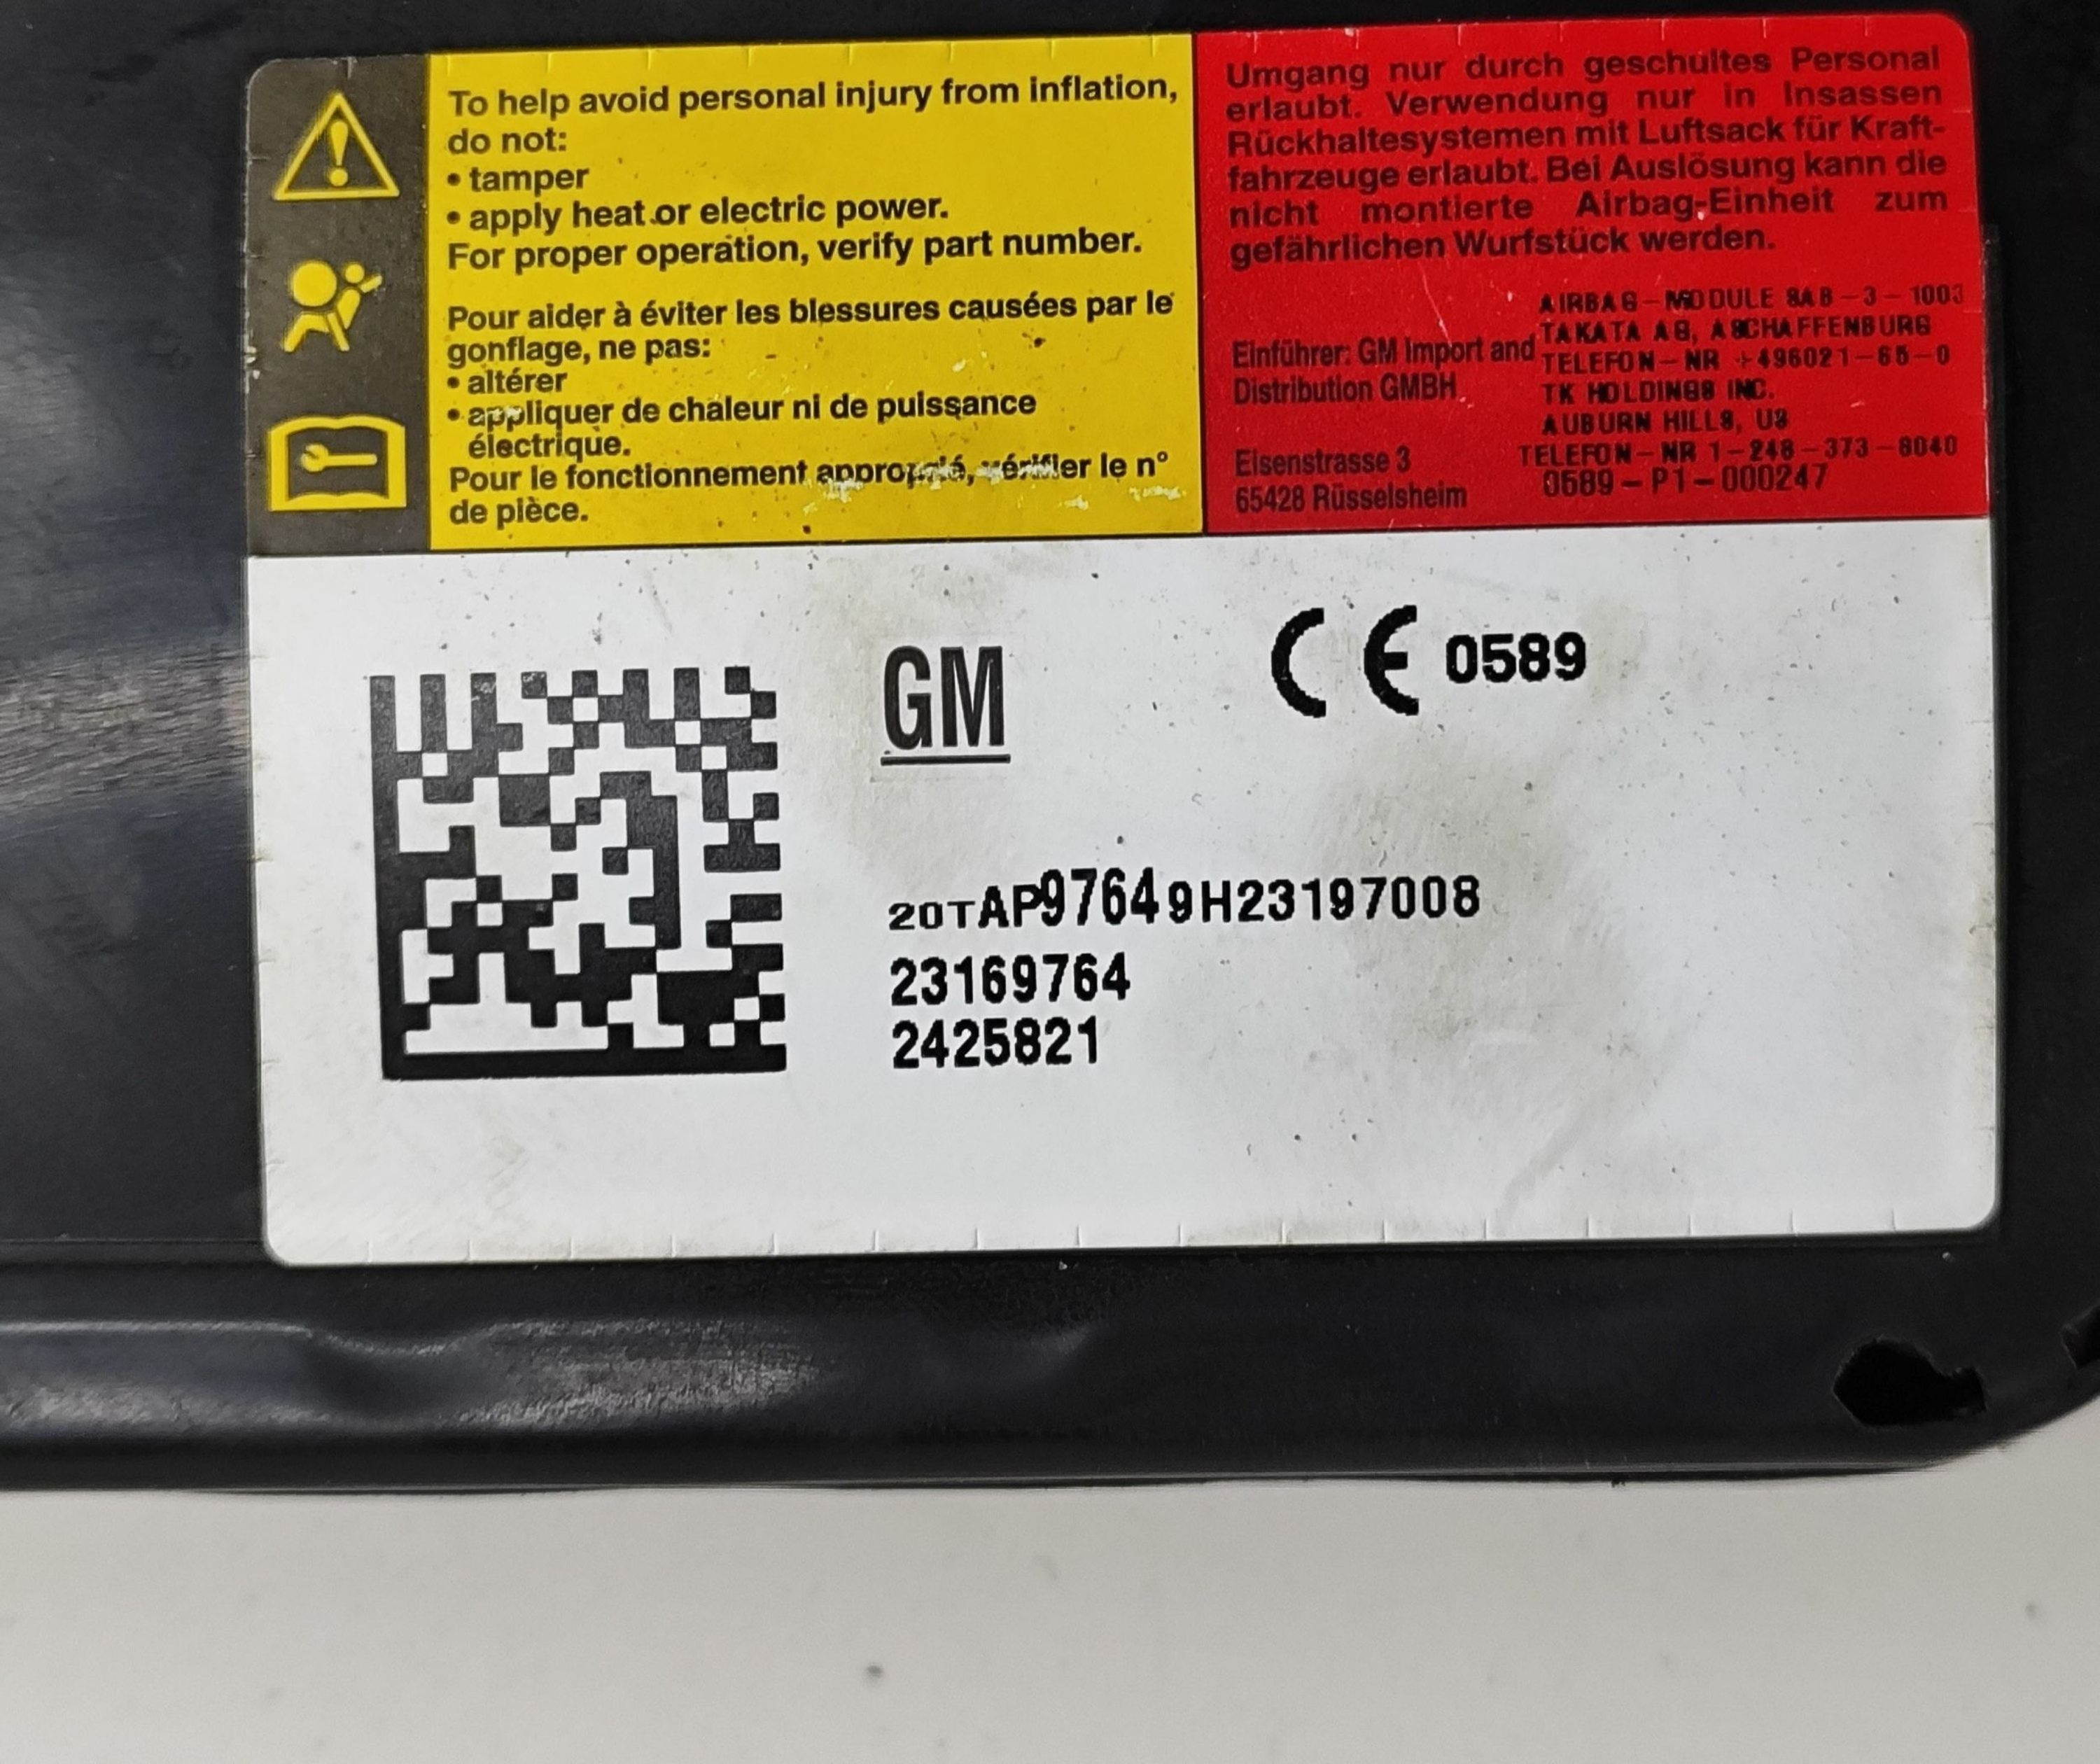 To help avoid personal injury from inflation,
do not:
• tamper
• apply heat or electric power.
For proper operation, verify part number.
Pour aider à éviter les blessures causées par le
gonflage, ne pas:
• altérer
• appliquer de chaleur ni de puissance
électrique.
Pour le fonctionnement approprié, vérifier le n°
de pièce.
Umgang nur durch geschultes Personal
erlaubt. Verwendung nur in Insassen
Rückhaltesystemen mit Luftsack für Kraft-
fahrzeuge erlaubt. Bei Auslösung kann die
nicht montierte Airbag-Einheit zum
gefährlichen Wurfstück werden.
Einführer: GM Import and
Distribution GMBH
Eisenstrasse 3
65428 Rüsselsheim
AIRBAG-MODULE SAB-3-1003
TAKATA AG, ASCHAFFENBURG
TELEFON-NR +496021-65-0
TK HOLDINGS INC.
AUBURN HILLS, US
TELEFON-NR 1-248-373-8040
0589-P1-000247
GM
CE 0589
20TAP97649H23197008
23169764
2425821